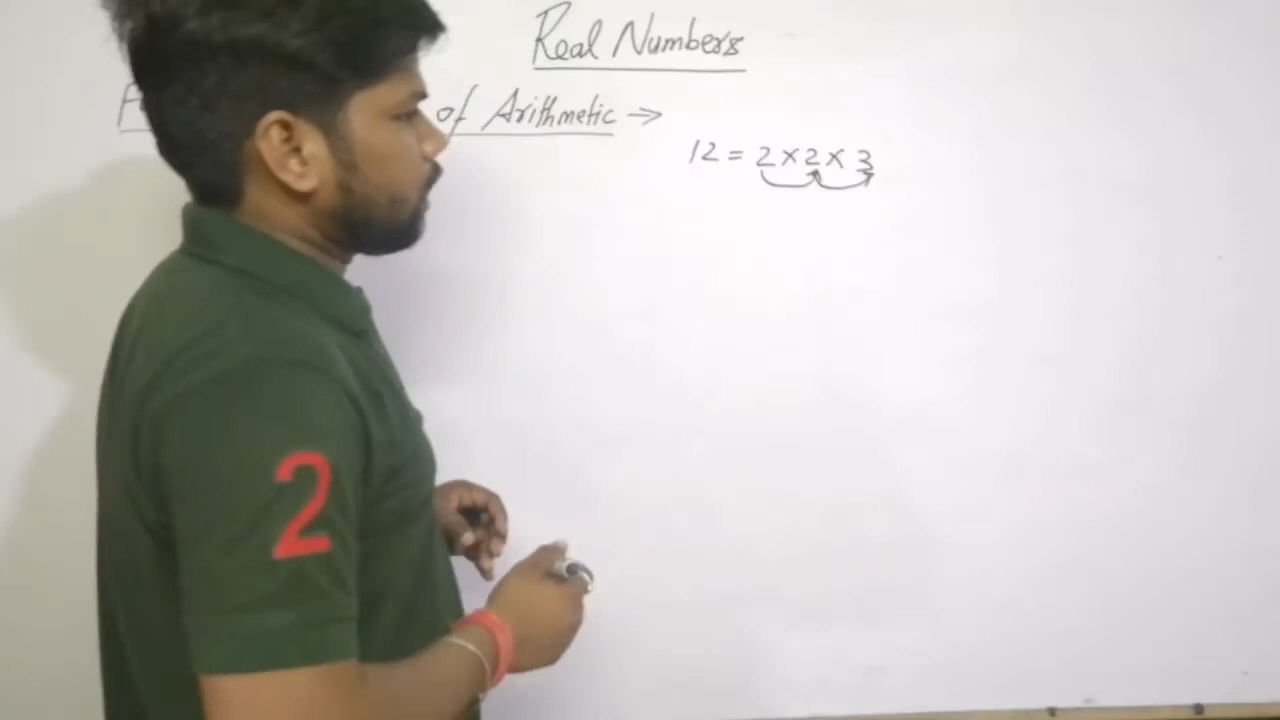 Real Numbers
of Arithmetic →
12 = 2 × 2 × 3
2